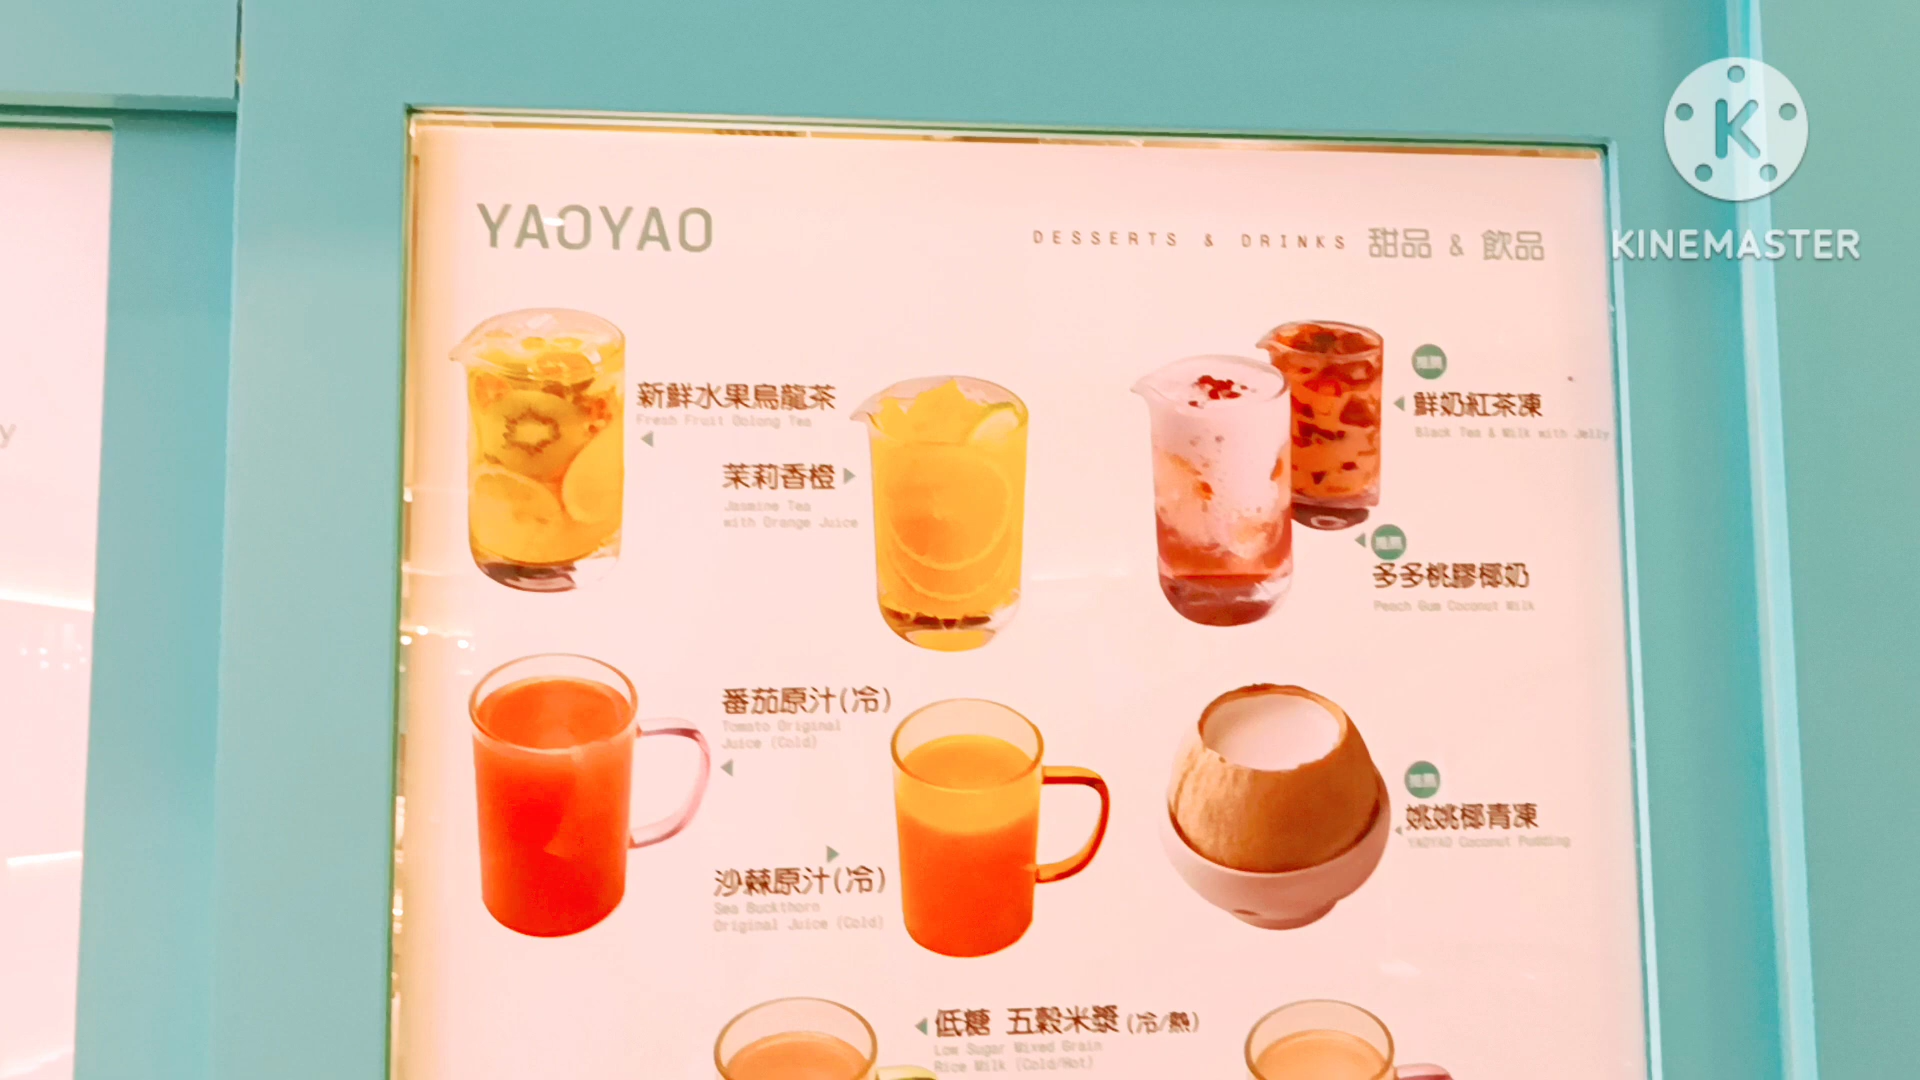 KINEMASTER
YAOYAO
DESSERTS & DRINKS 甜品 & 飲品
新鮮水果烏龍茶
Fresh Fruit Oolong Tea
茉莉香橙
Jasmine Tea
with Orange Juice
鮮奶紅茶凍
Black Tea & Milk with Jelly
多多桃膠椰奶
Peach Gum Coconut Milk
番茄原汁(冷)
Tomato Original
Juice (Cold)
沙棘原汁(冷)
Sea Buckthorn
Original Juice (Cold)
姚姚椰青凍
YAOYAO Coconut Pudding
低糖 五穀米漿 (冷/熱)
Low Sugar Mixed Grain
Rice Milk (Cold/Hot)